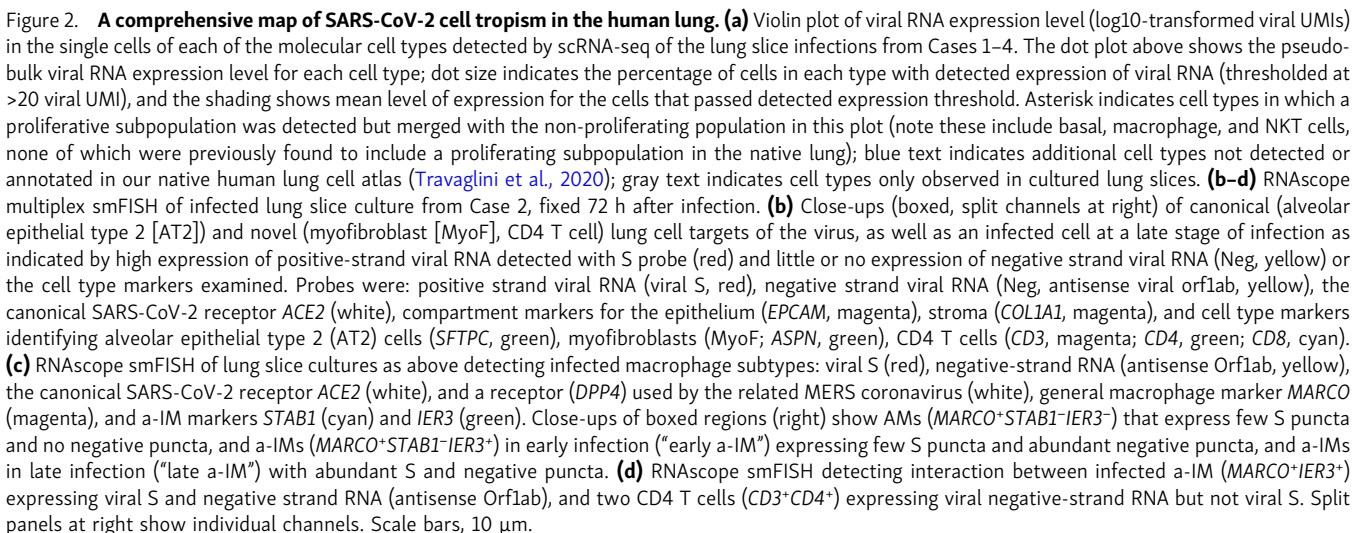 Figure 2. A comprehensive map of SARS-CoV-2 cell tropism in the human lung. (a) Violin plot of viral RNA expression level (log10-transformed viral UMIs)
in the single cells of each of the molecular cell types detected by scRNA-seq of the lung slice infections from Cases 1–4. The dot plot above shows the pseudo-
bulk viral RNA expression level for each cell type; dot size indicates the percentage of cells in each type with detected expression of viral RNA (thresholded at
>20 viral UMI), and the shading shows mean level of expression for the cells that passed detected expression threshold. Asterisk indicates cell types in which a
proliferative subpopulation was detected but merged with the non-proliferating population in this plot (note these include basal, macrophage, and NKT cells,
none of which were previously found to include a proliferating subpopulation in the native lung); blue text indicates additional cell types not detected or
annotated in our native human lung cell atlas (Travaglini et al., 2020); gray text indicates cell types only observed in cultured lung slices. (b–d) RNAscope
multiplex smFISH of infected lung slice culture from Case 2, fixed 72 h after infection. (b) Close-ups (boxed, split channels at right) of canonical (alveolar
epithelial type 2 [AT2]) and novel (myofibroblast [MyoF], CD4 T cell) lung cell targets of the virus, as well as an infected cell at a late stage of infection as
indicated by high expression of positive-strand viral RNA detected with S probe (red) and little or no expression of negative strand viral RNA (Neg, yellow) or
the cell type markers examined. Probes were: positive strand viral RNA (viral S, red), negative strand viral RNA (Neg, antisense viral orf1ab, yellow), the
canonical SARS-CoV-2 receptor ACE2 (white), compartment markers for the epithelium (EPCAM, magenta), stroma (COL1A1, magenta), and cell type markers
identifying alveolar epithelial type 2 (AT2) cells (SFTPC, green), myofibroblasts (MyoF; ASPN, green), CD4 T cells (CD3, magenta; CD4, green; CD8, cyan).
(c) RNAscope smFISH of lung slice cultures as above detecting infected macrophage subtypes: viral S (red), negative-strand RNA (antisense Orf1ab, yellow),
the canonical SARS-CoV-2 receptor ACE2 (white), and a receptor (DPP4) used by the related MERS coronavirus (white), general macrophage marker MARCO
(magenta), and a-IM markers STAB1 (cyan) and IER3 (green). Close-ups of boxed regions (right) show AMs (MARCO⁺STAB1⁻IER3⁻) that express few S puncta
and no negative puncta, and a-IMs (MARCO⁺STAB1⁻IER3⁺) in early infection (“early a-IM”) expressing few S puncta and abundant negative puncta, and a-IMs
in late infection (“late a-IM”) with abundant S and negative puncta. (d) RNAscope smFISH detecting interaction between infected a-IM (MARCO⁺IER3⁺)
expressing viral S and negative strand RNA (antisense Orf1ab), and two CD4 T cells (CD3⁺CD4⁺) expressing viral negative-strand RNA but not viral S. Split
panels at right show individual channels. Scale bars, 10 μm.